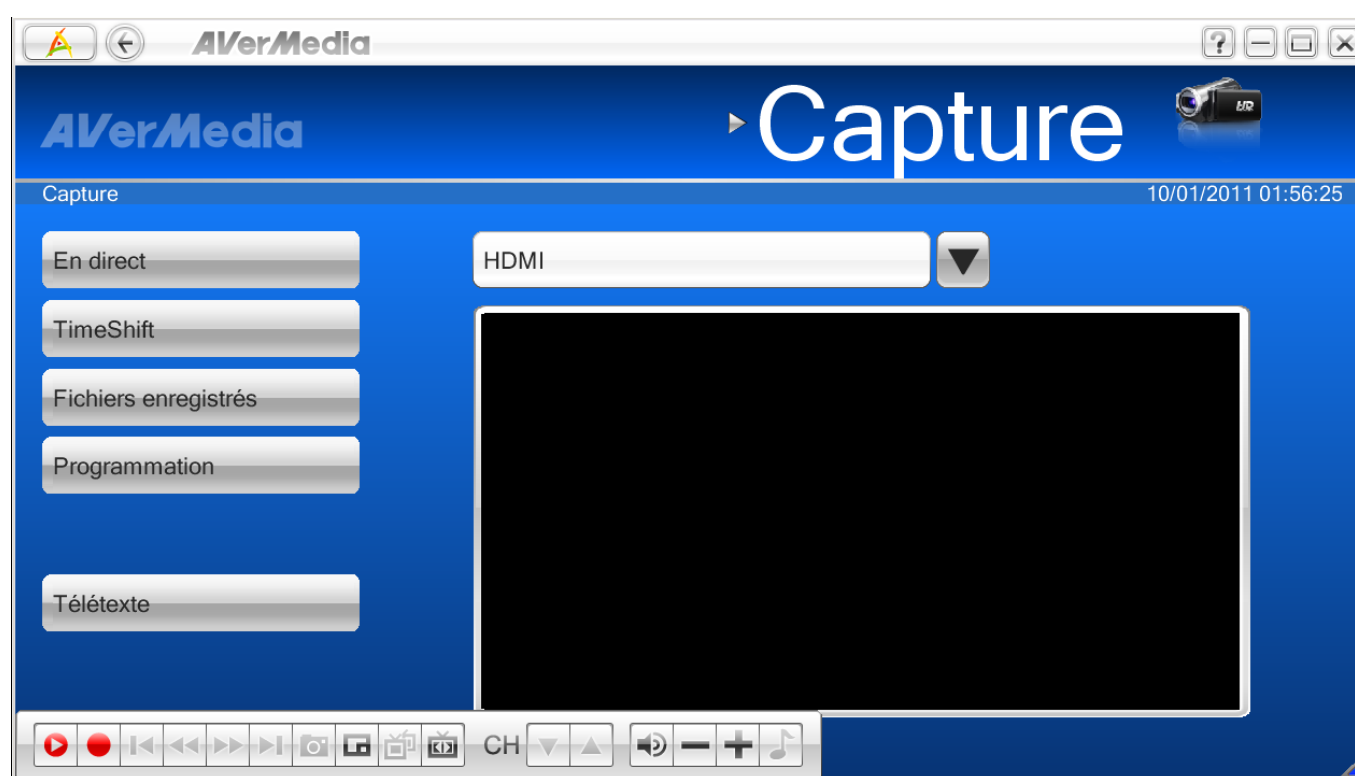 AVerMedia
AVerMedia
Capture
HD
Capture
10/01/2011 01:56:25
En direct
HDMI
TimeShift
Fichiers enregistrés
Programmation
Télétexte
CH